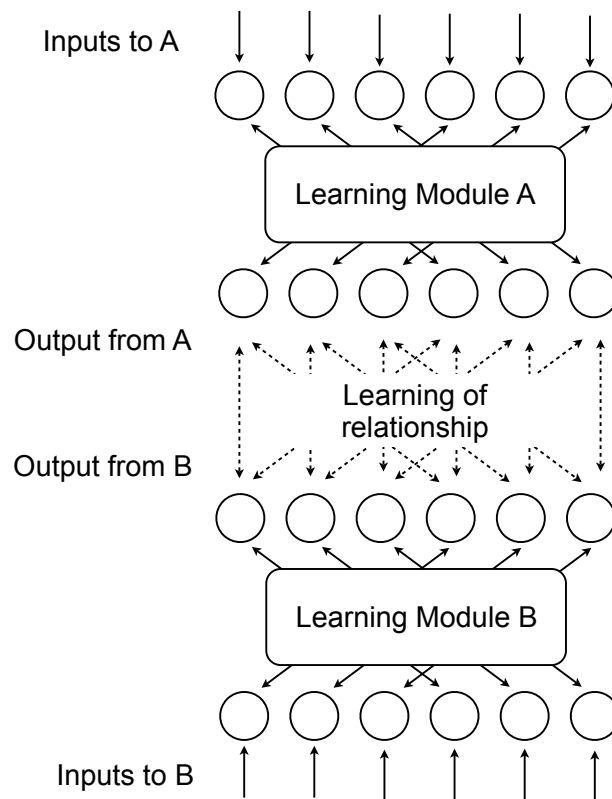 Inputs to A
Learning Module A
Output from A
Learning of
relationship
Output from B
Learning Module B
Inputs to B